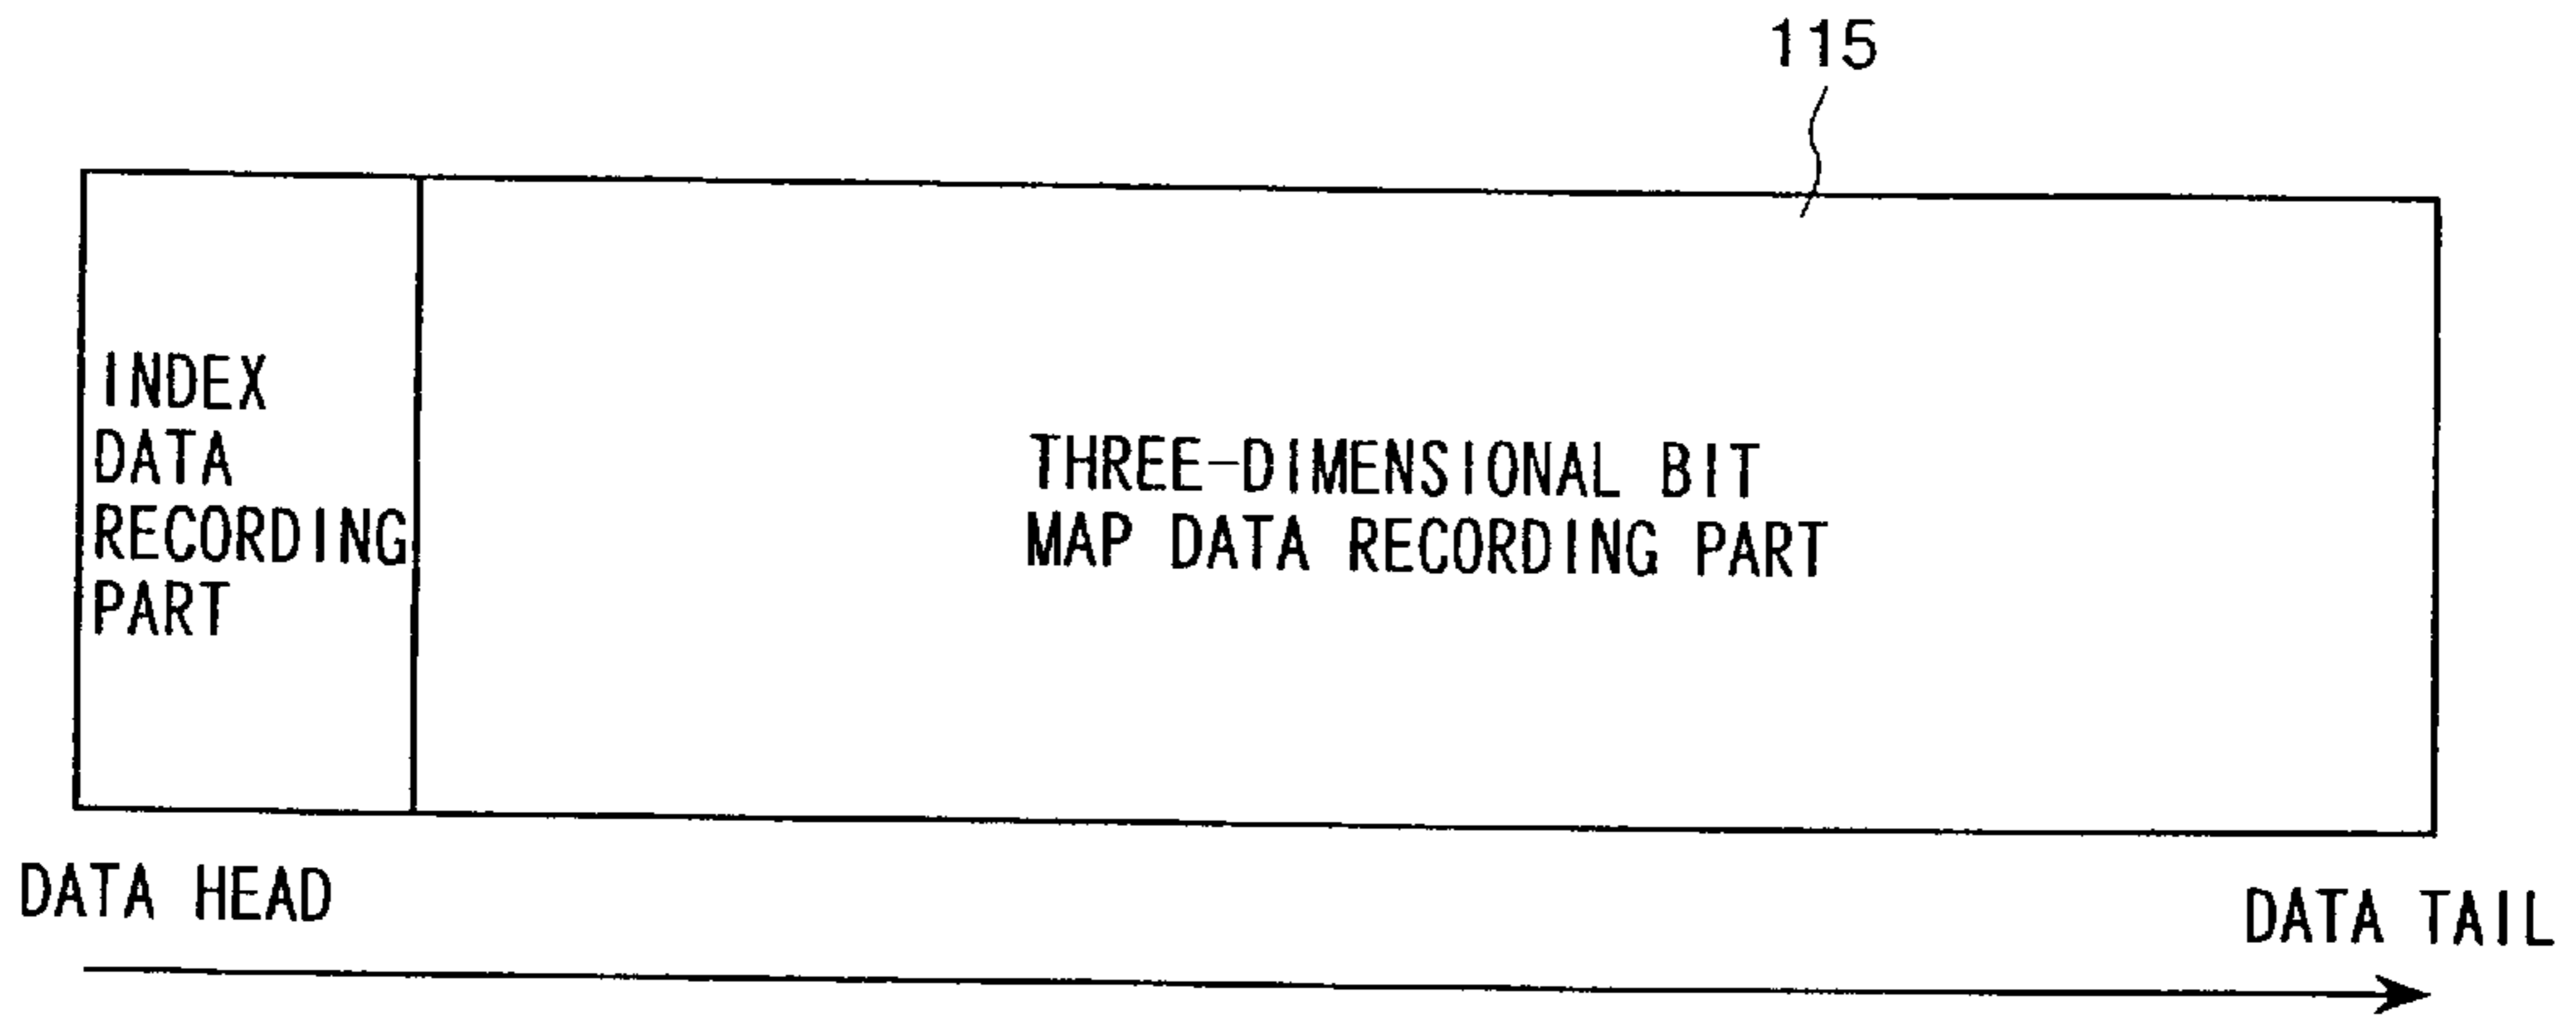 115
INDEX
DATA
RECORDING
PART
THREE-DIMENSIONAL BIT
MAP DATA RECORDING PART
DATA HEAD
DATA TAIL